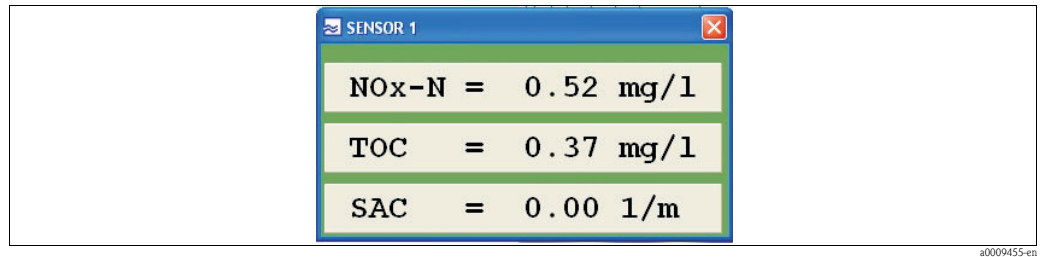 SENSOR 1
NOx-N = 0.52 mg/l
TOC = 0.37 mg/l
SAC = 0.00 1/m
a0009455-en